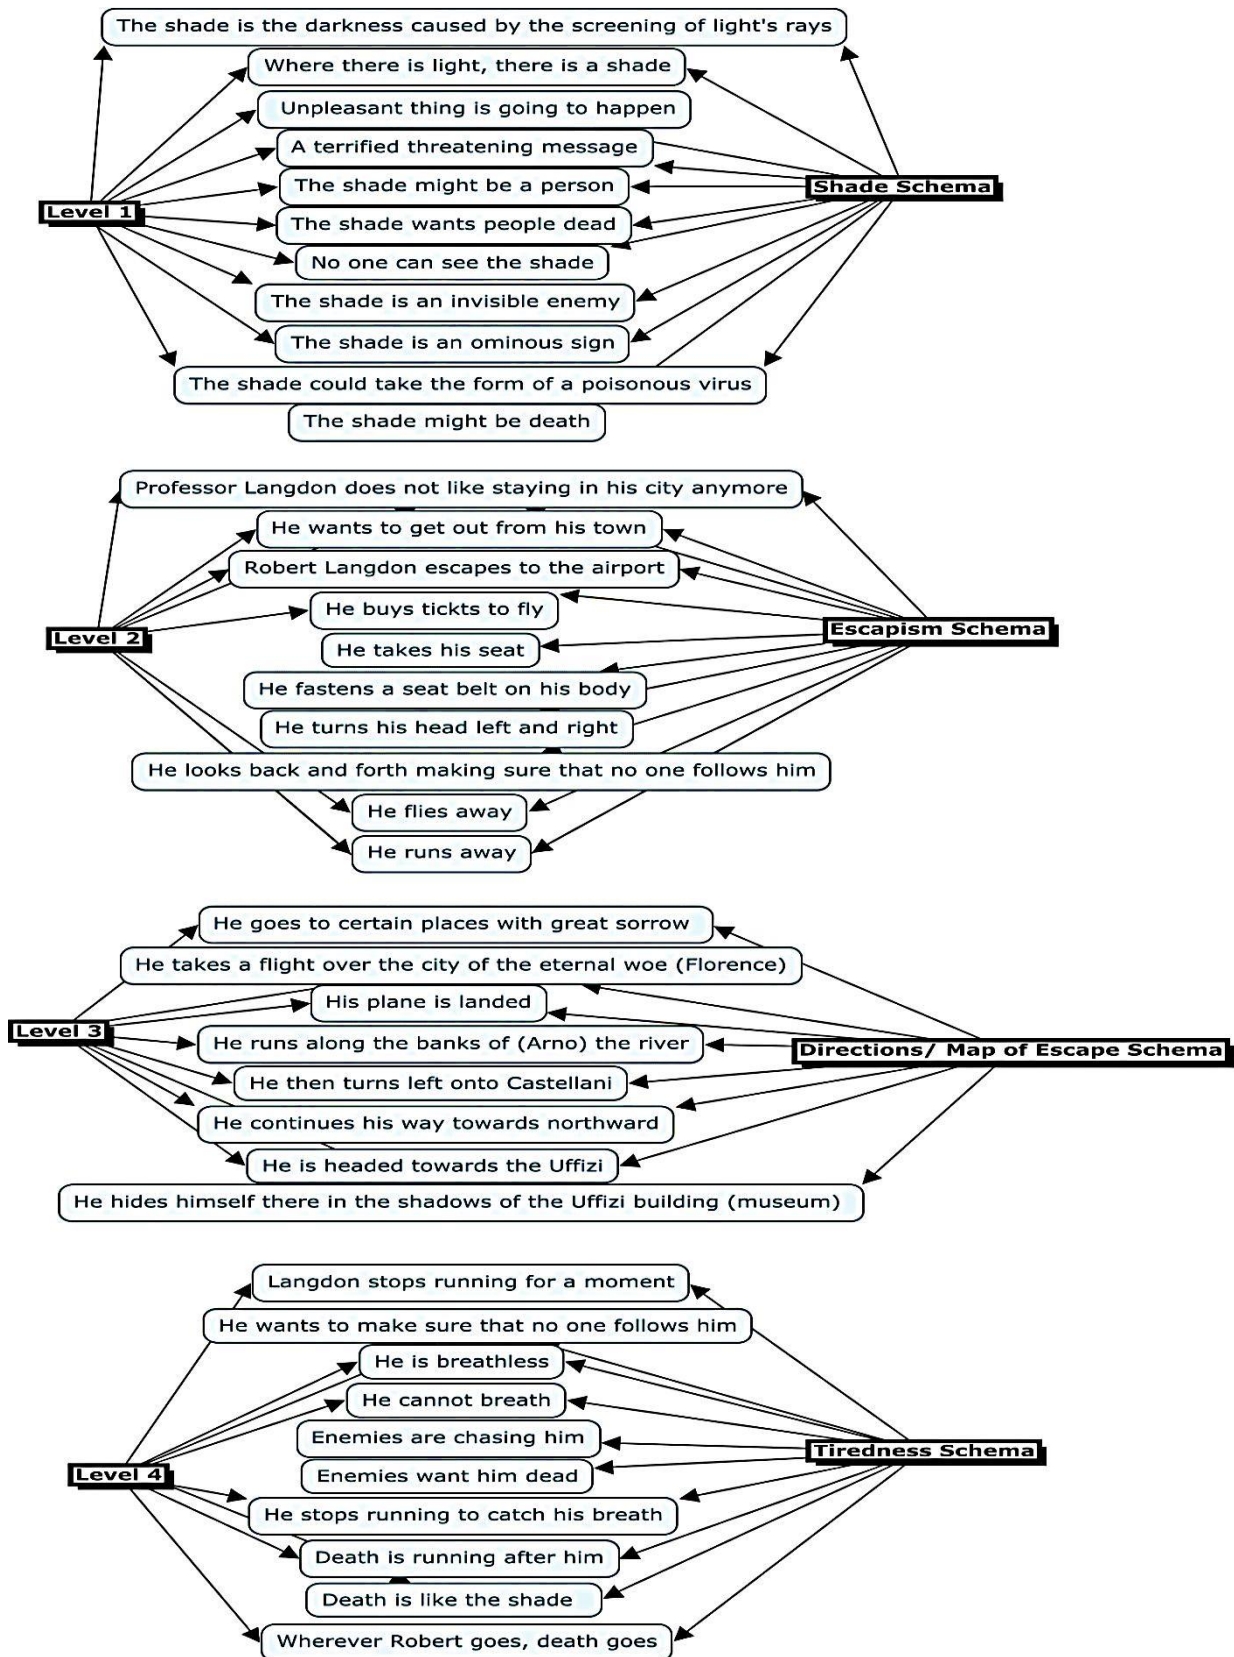 The shade is the darkness caused by the screening of light's rays
Where there is light, there is a shade
Unpleasant thing is going to happen
A terrified threatening message
The shade might be a person
Shade Schema
Level 1
The shade wants people dead
No one can see the shade
The shade is an invisible enemy
The shade is an ominous sign
The shade could take the form of a poisonous virus
The shade might be death
Professor Langdon does not like staying in his city anymore
He wants to get out from his town
Robert Langdon escapes to the airport
He buys tickts to fly
Escapism Schema
Level 2
He takes his seat
He fastens a seat belt on his body
He turns his head left and right
He looks back and forth making sure that no one follows him
He flies away
He runs away
He goes to certain places with great sorrow
He takes a flight over the city of the eternal woe (Florence)
His plane is landed
Level 3
He runs along the banks of (Arno) the river
Directions/ Map of Escape Schema
He then turns left onto Castellani
He continues his way towards northward
He is headed towards the Uffizi
He hides himself there in the shadows of the Uffizi building (museum)
Langdon stops running for a moment
He wants to make sure that no one follows him
He is breathless
He cannot breath
Enemies are chasing him
Tiredness Schema
Level 4
Enemies want him dead
He stops running to catch his breath
Death is running after him
Death is like the shade
Wherever Robert goes, death goes